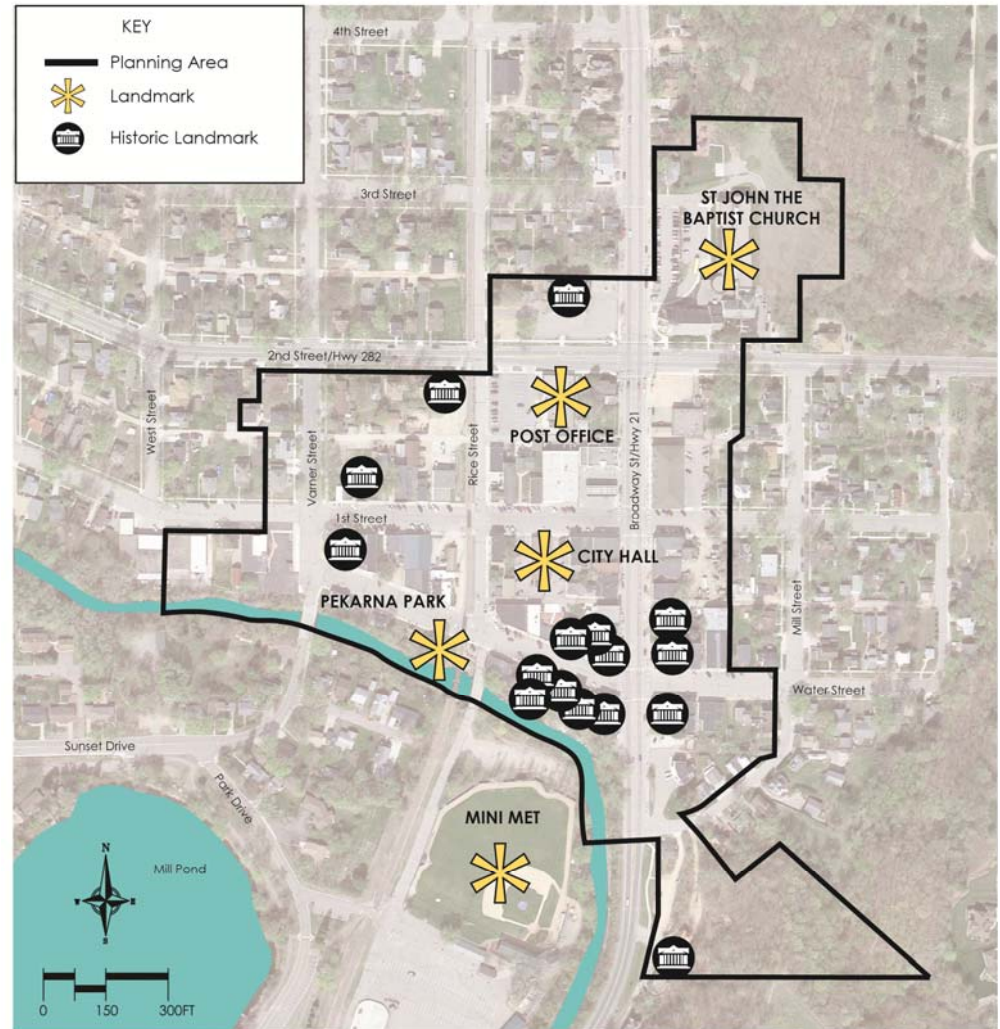 KEY
Planning Area
Landmark
Historic Landmark
4th Street
3rd Street
ST JOHN THE
BAPTIST CHURCH
2nd Street/Hwy 282
West Street
Varner Street
Rice Street
POST OFFICE
Broadway St/Hwy 21
1st Street
CITY HALL
PEKARNA PARK
Mill Street
Water Street
Sunset Drive
Park Drive
MINI MET
Mill Pond
N
W
E
S
0
150
300FT